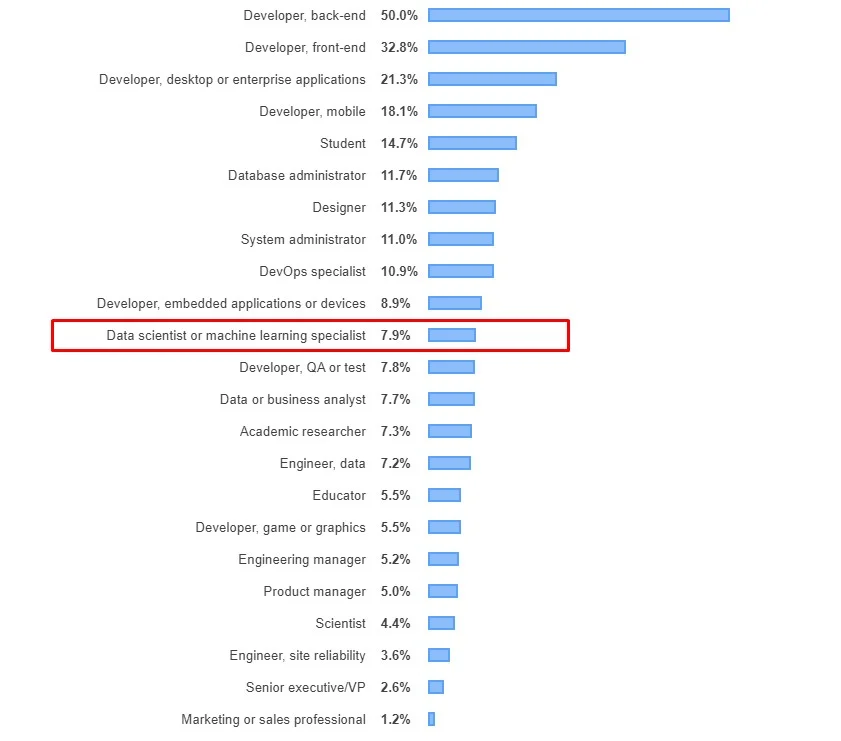 Developer, back-end 50.0%
Developer, front-end 32.8%
Developer, desktop or enterprise applications 21.3%
Developer, mobile 18.1%
Student 14.7%
Database administrator 11.7%
Designer 11.3%
System administrator 11.0%
DevOps specialist 10.9%
Developer, embedded applications or devices 8.9%
Data scientist or machine learning specialist 7.9%
Developer, QA or test 7.8%
Data or business analyst 7.7%
Academic researcher 7.3%
Engineer, data 7.2%
Educator 5.5%
Developer, game or graphics 5.5%
Engineering manager 5.2%
Product manager 5.0%
Scientist 4.4%
Engineer, site reliability 3.6%
Senior executive/VP 2.6%
Marketing or sales professional 1.2%